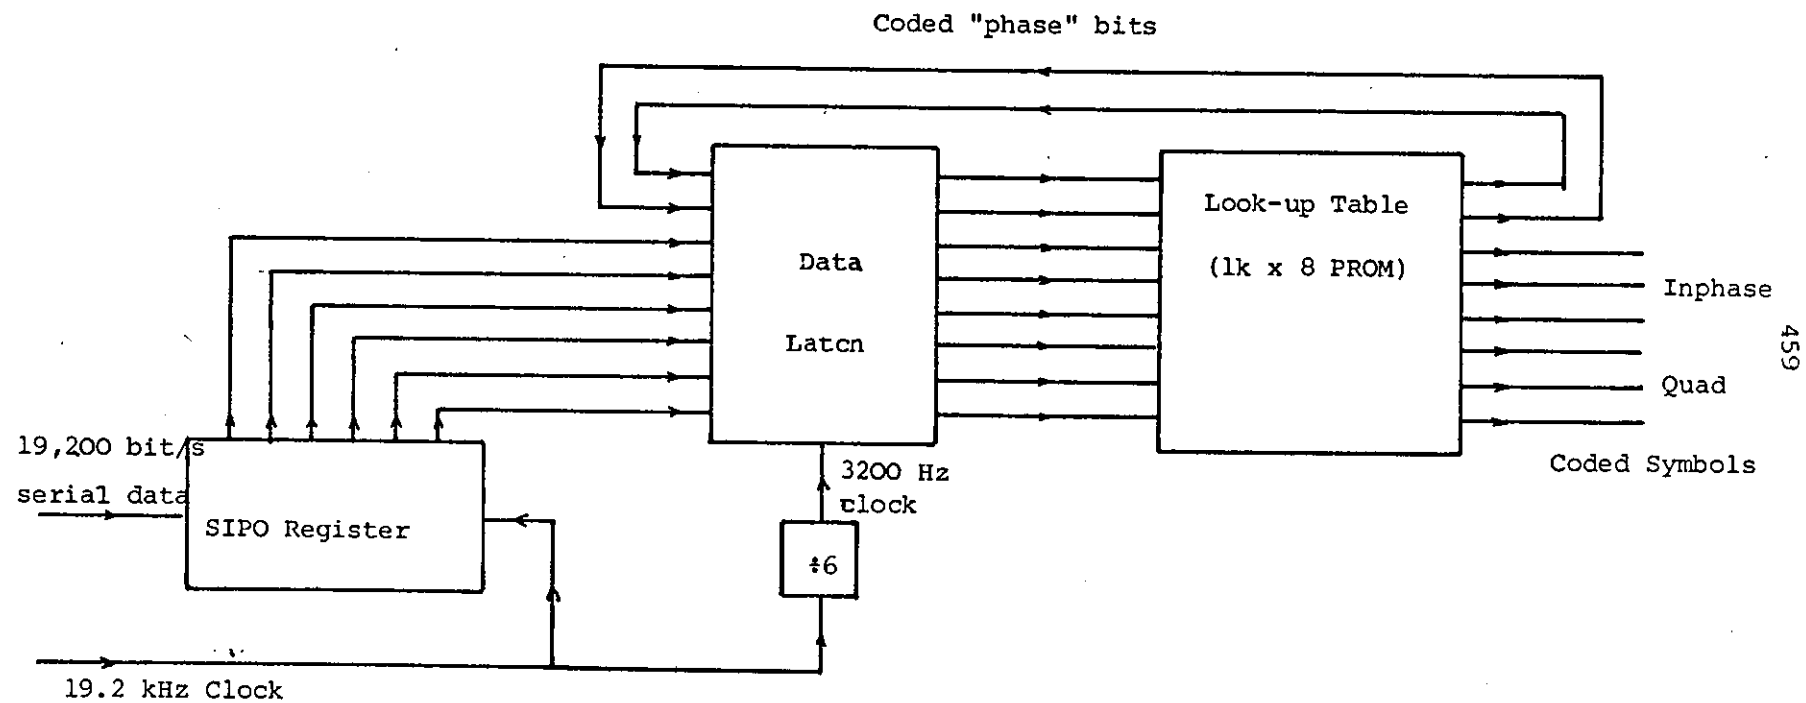 Coded "phase" bits
Look-up Table
(1k x 8 PROM)
Data
Latcn
Inphase
Quad
Coded Symbols
459
19,200 bit/s
serial data
SIPO Register
3200 Hz
clock
÷6
19.2 kHz Clock